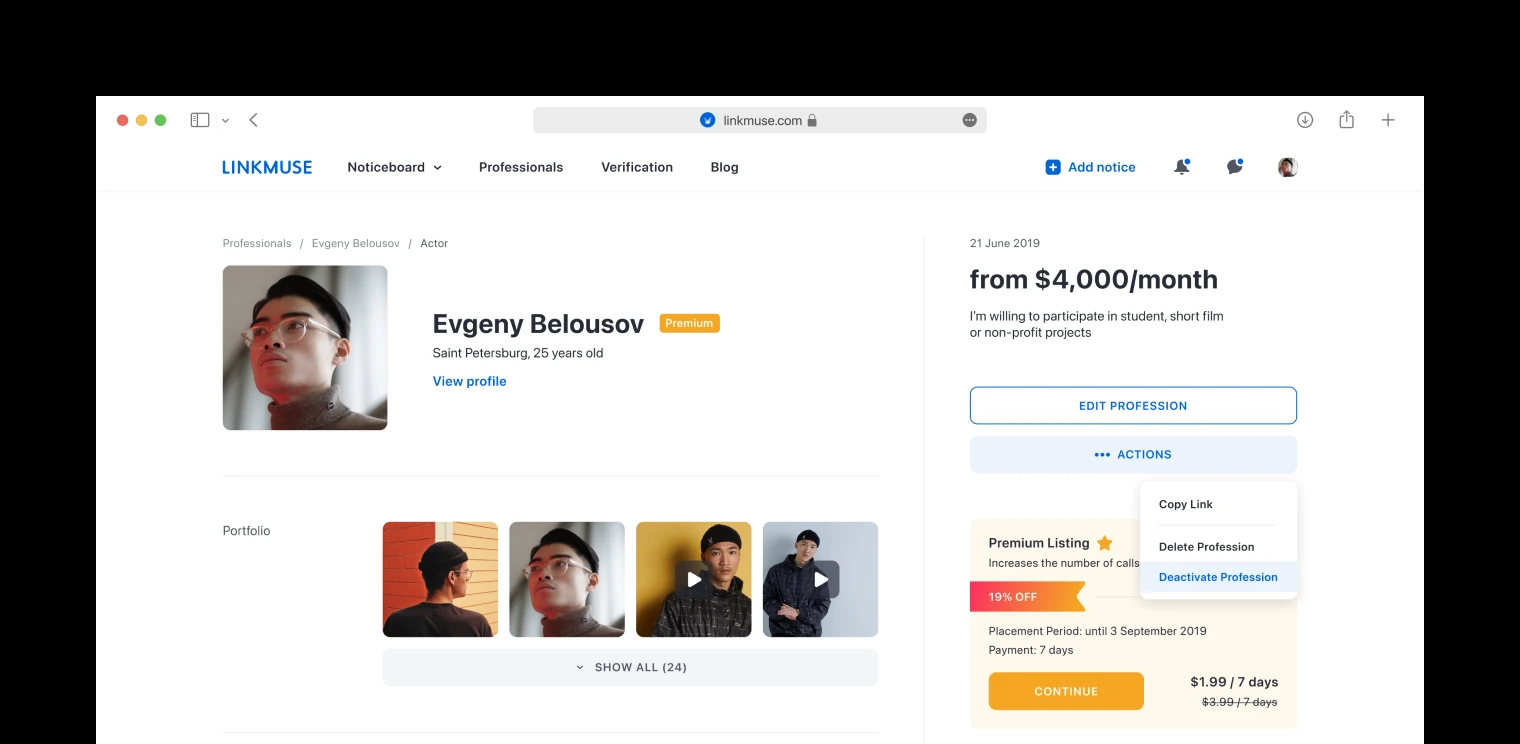 linkmuse.com
LINKMUSE
Noticeboard
Professionals
Verification
Blog
Add notice
Professionals / Evgeny Belousov / Actor
Evgeny Belousov
Premium
Saint Petersburg, 25 years old
View profile
Portfolio
SHOW ALL (24)
21 June 2019
from $4,000/month
I'm willing to participate in student, short film
or non-profit projects
EDIT PROFESSION
••• ACTIONS
Copy Link
Delete Profession
Deactivate Profession
Premium Listing
Increases the number of calls
19% OFF
Placement Period: until 3 September 2019
Payment: 7 days
CONTINUE
$1.99 / 7 days
$3.99 / 7 days